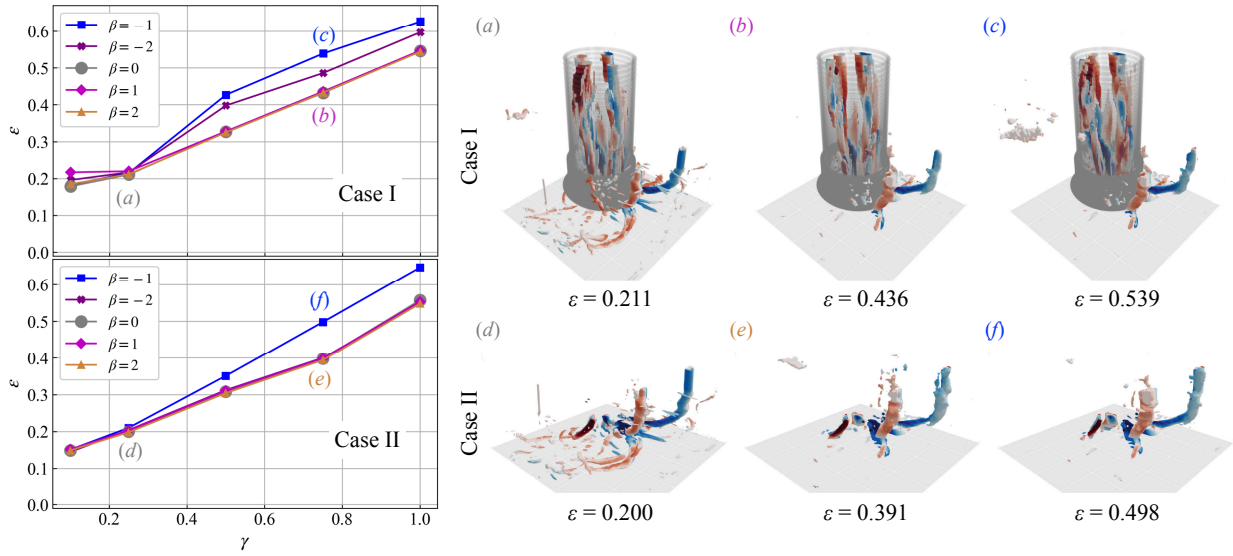 0.6
0.5
0.4
0.3
0.2
0.1
0.0
ε
β = −1
β = −2
β = 0
β = 1
β = 2
(a)
(b)
(c)
Case I
0.6
0.5
0.4
0.3
0.2
0.1
0.0
ε
β = −1
β = −2
β = 0
β = 1
β = 2
(d)
(e)
(f)
Case II
0.2
0.4
0.6
0.8
1.0
γ
Case I
(a)
(b)
(c)
ε = 0.211
ε = 0.436
ε = 0.539
Case II
(d)
(e)
(f)
ε = 0.200
ε = 0.391
ε = 0.498